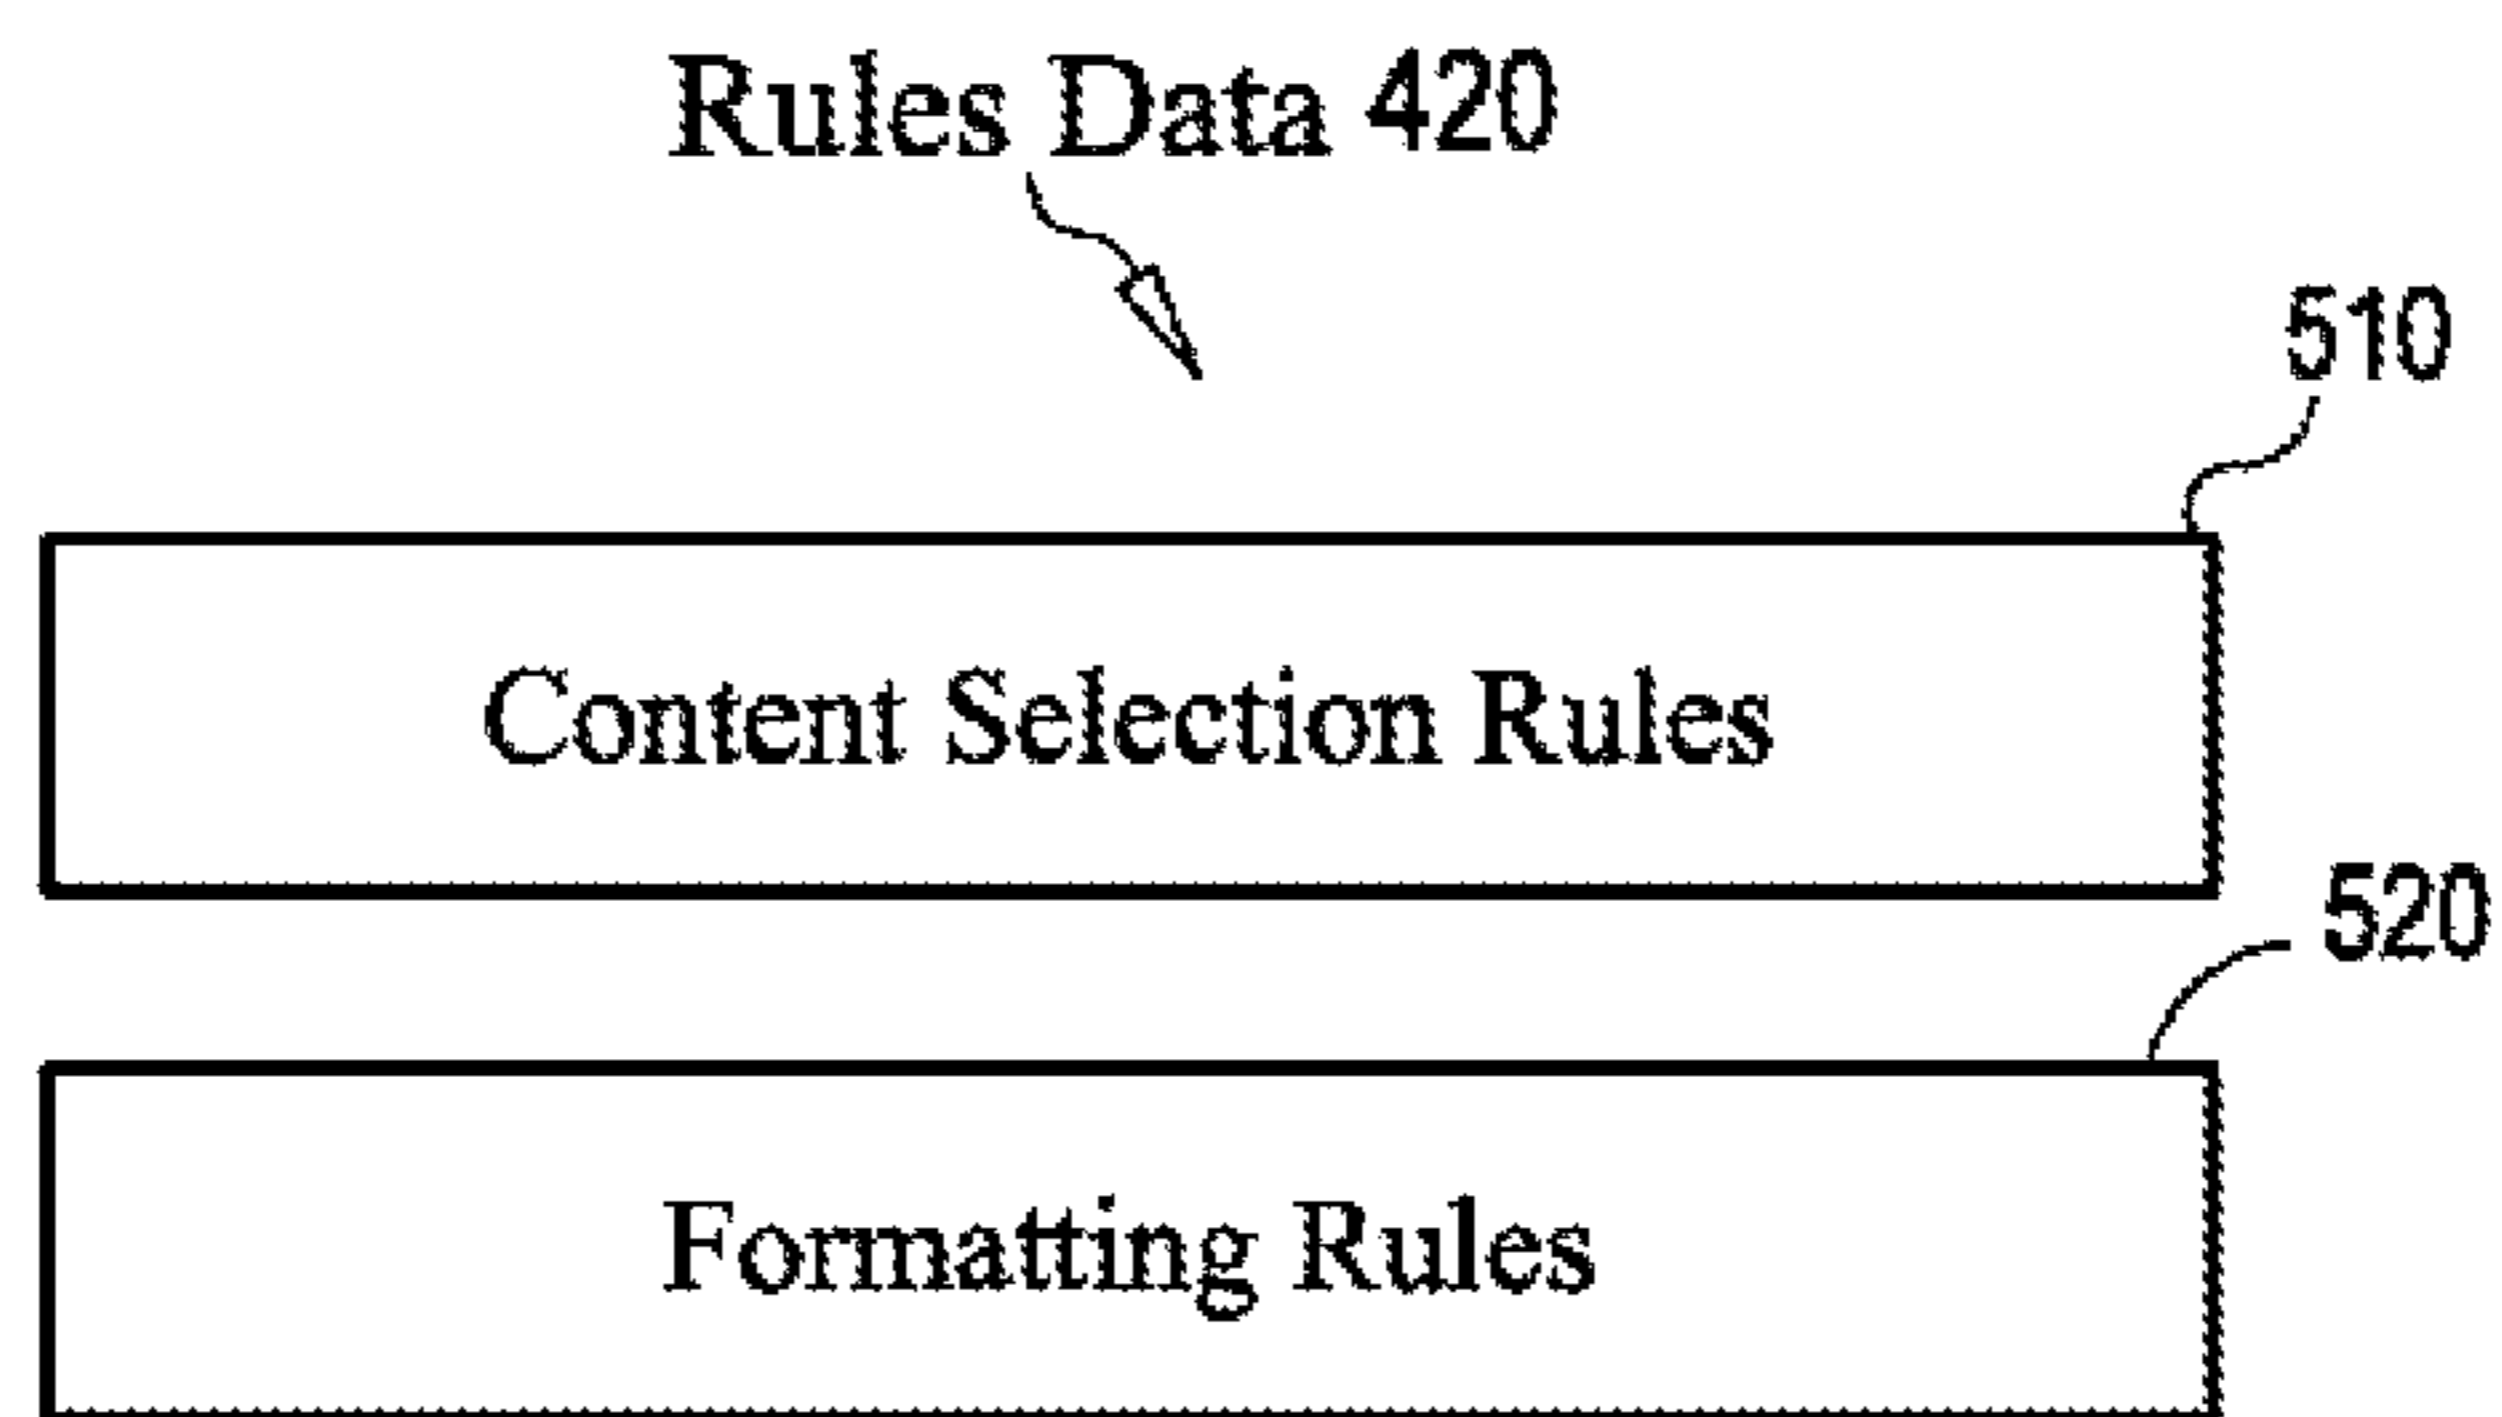 Rules Data 420
510
Content Selection Rules
520
Formatting Rules